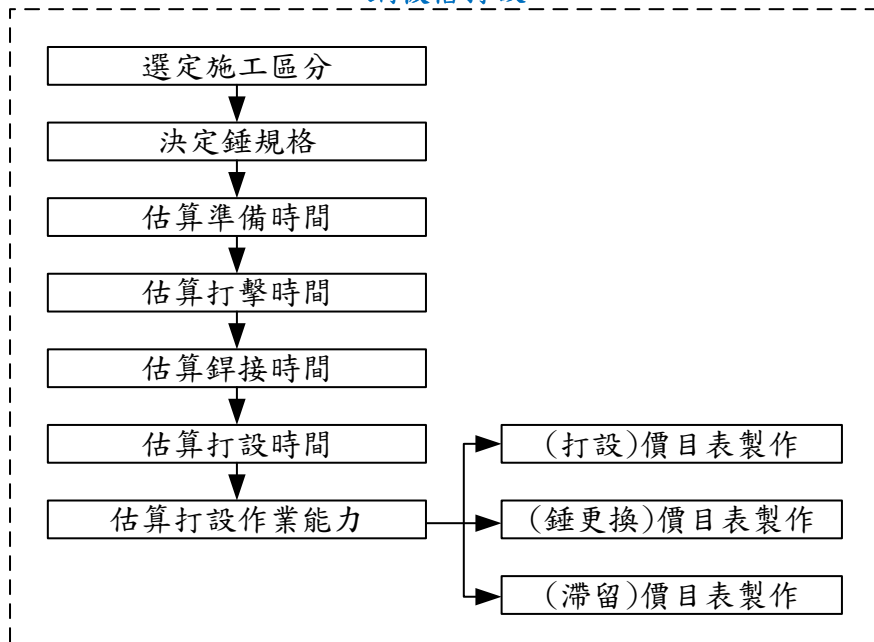 選定施工區分
決定錘規格
估算準備時間
估算打擊時間
估算銲接時間
估算打設時間
(打設)價目表製作
估算打設作業能力
(錘更換)價目表製作
(滯留)價目表製作